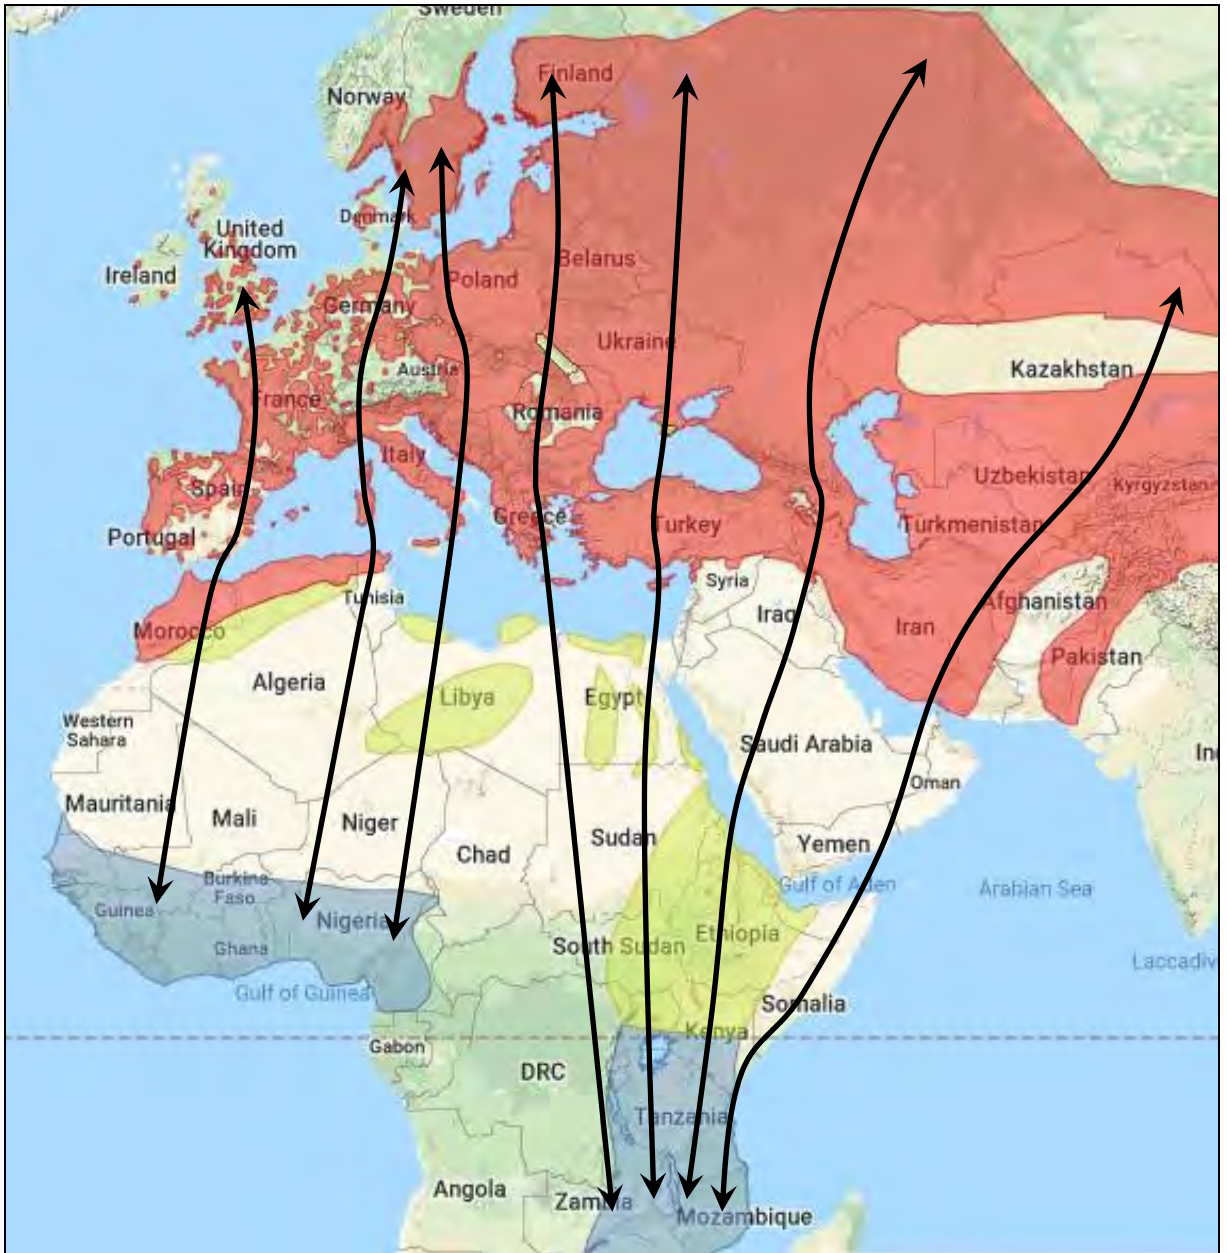 Sweden
Finland
Norway
Denmark
United
Kingdom
Ireland
Belarus
Poland
Germany
Ukraine
Kazakhstan
Austria
France
Romania
Italy
Uzbekistan
Kyrgyzstan
Spain
Greece
Turkey
Turkmenistan
Portugal
Syria
Tunisia
Iraq
Afghanistan
Iran
Morocco
Pakistan
Algeria
Libya
Egypt
Western
Sahara
Saudi Arabia
In
Oman
Mauritania
Mali
Niger
Sudan
Yemen
Chad
Burkina
Faso
Gulf of Aden
Arabian Sea
Guinea
Nigeria
Ethiopia
Ghana
South Sudan
Laccadiv
Gulf of Guinea
Somalia
Kenya
Gabon
DRC
Tanzania
Angola
Zambia
Mozambique